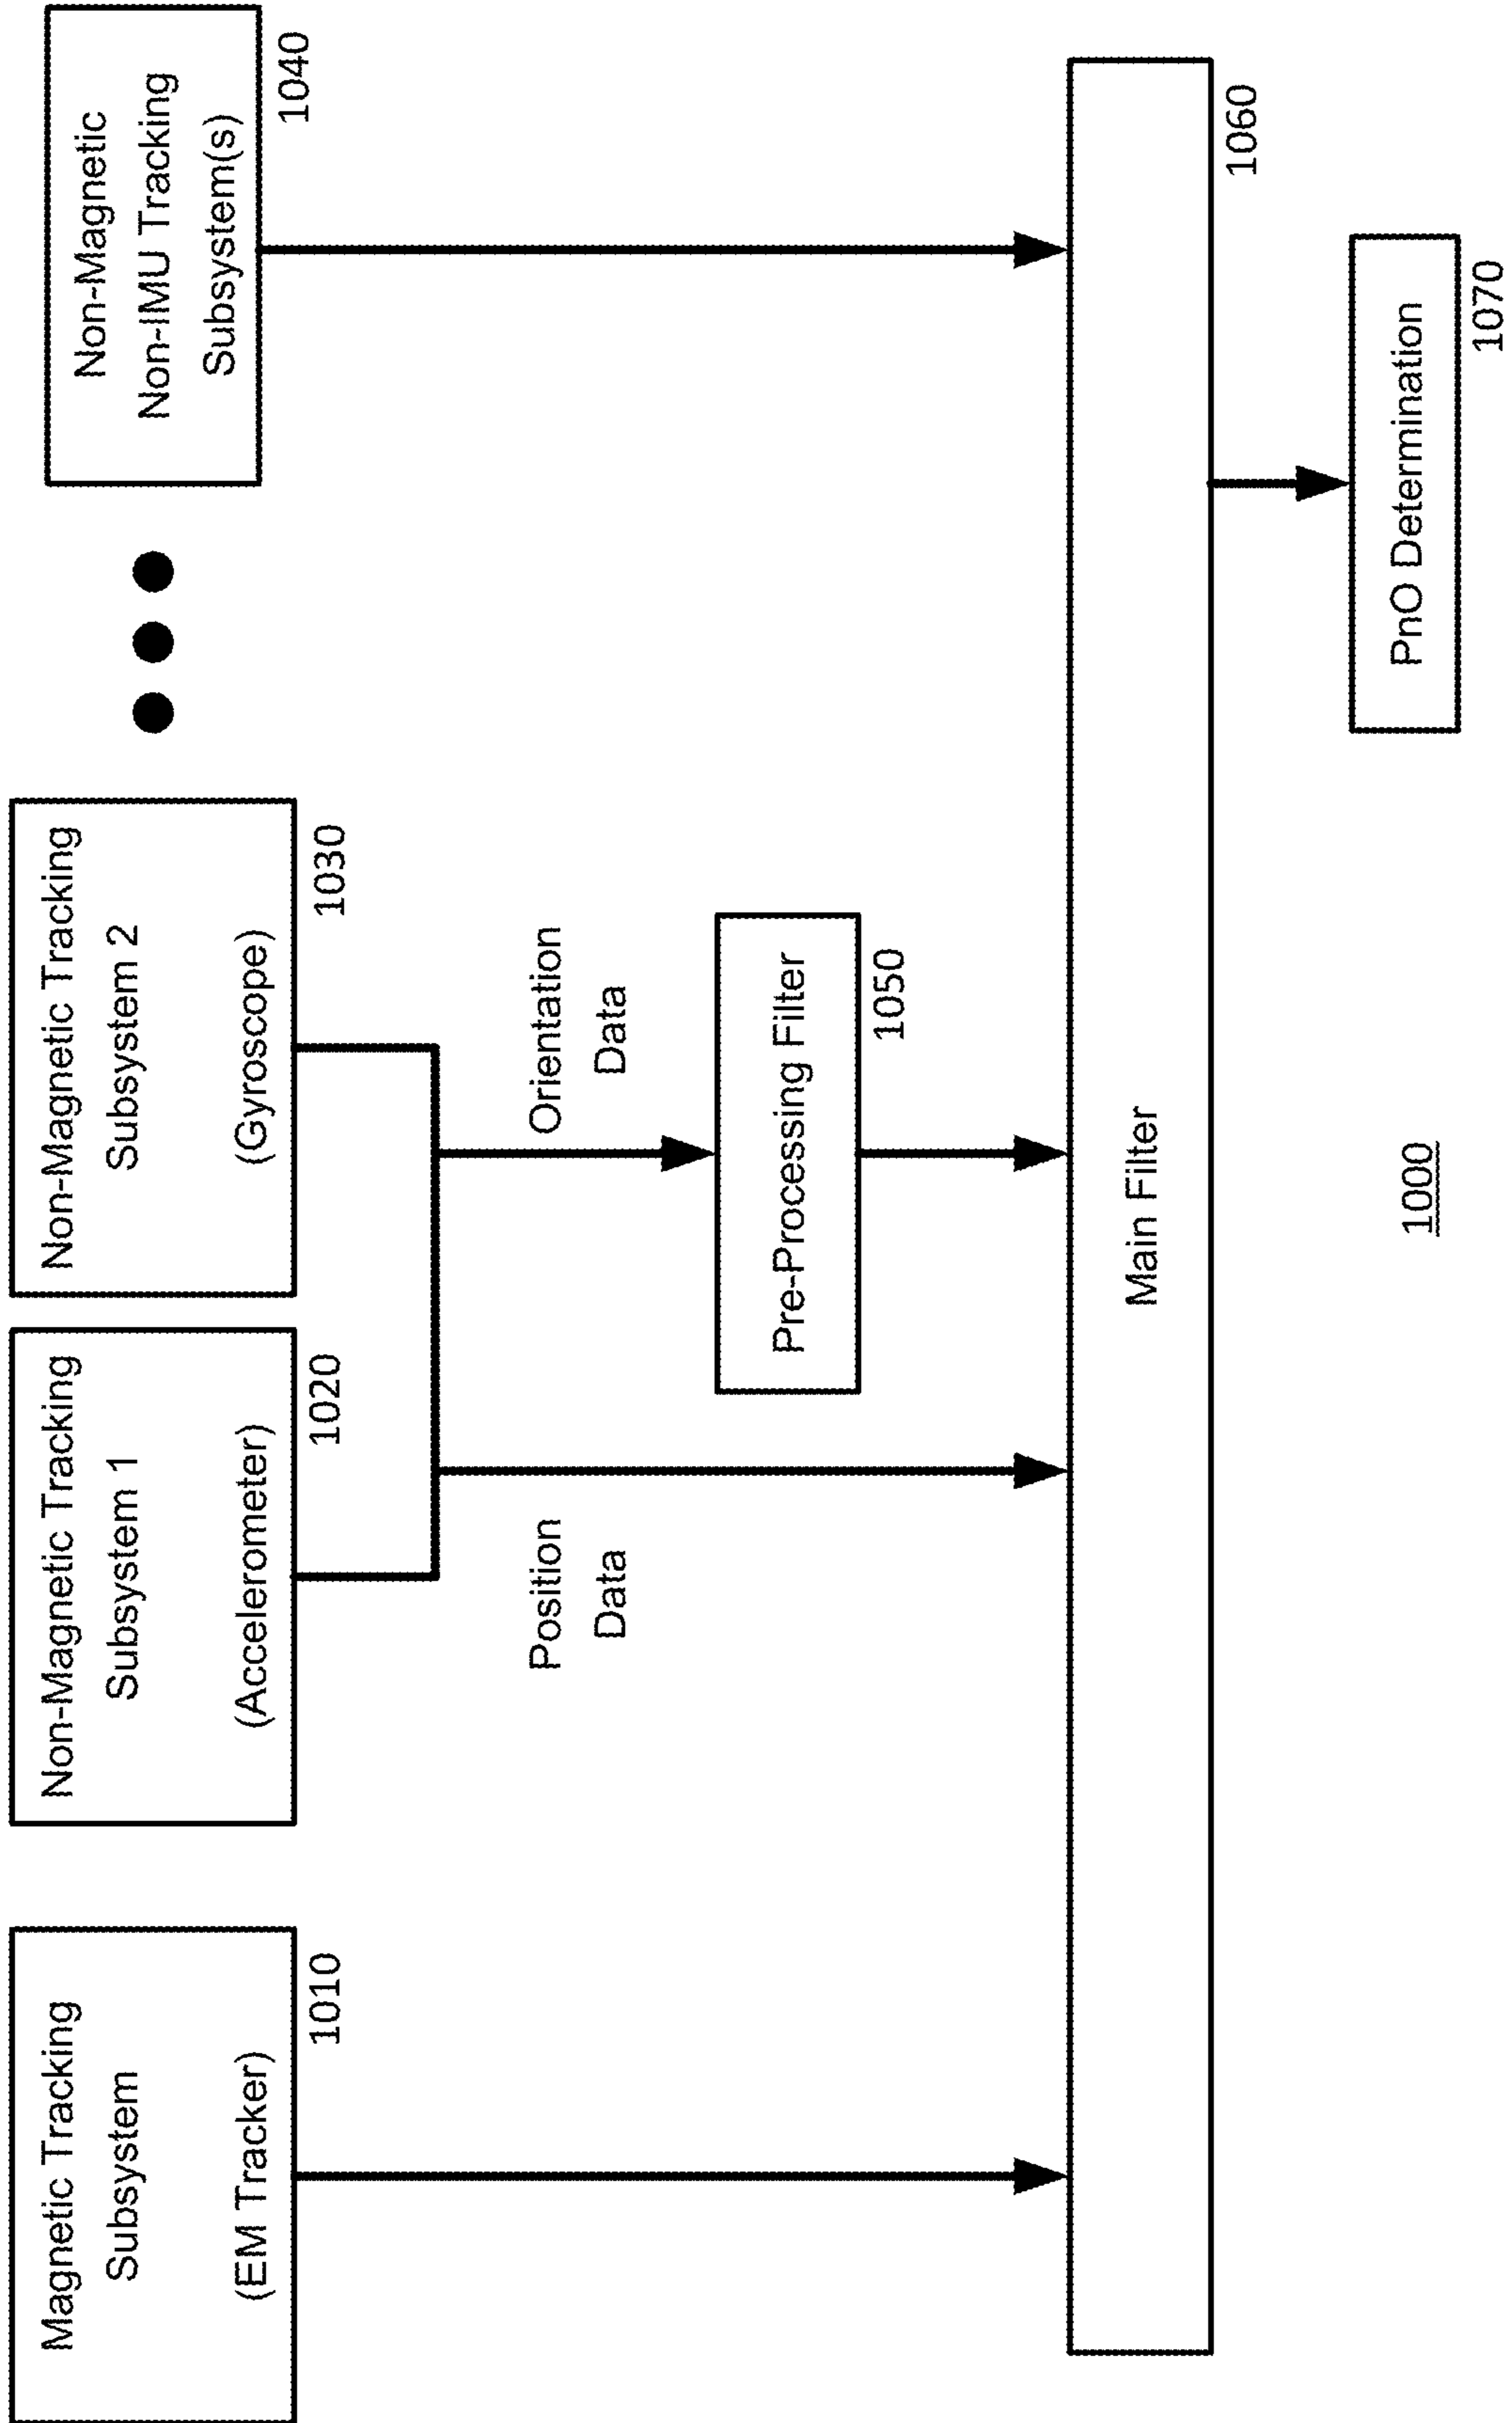 Magnetic Tracking
Subsystem
(EM Tracker)
1010
Non-Magnetic Tracking
Subsystem 1
(Accelerometer)
1020
Non-Magnetic Tracking
Subsystem 2
(Gyroscope)
1030
Non-Magnetic
Non-IMU Tracking
Subsystem(s)
1040
Position
Data
Orientation
Data
Pre-Processing Filter
1050
Main Filter
1060
PnO Determination
1070
1000